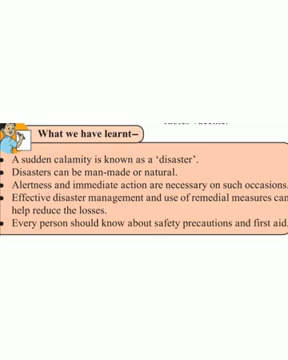 What we have learnt–
• A sudden calamity is known as a ‘disaster’.
• Disasters can be man-made or natural.
• Alertness and immediate action are necessary on such occasions.
• Effective disaster management and use of remedial measures can
help reduce the losses.
• Every person should know about safety precautions and first aid.